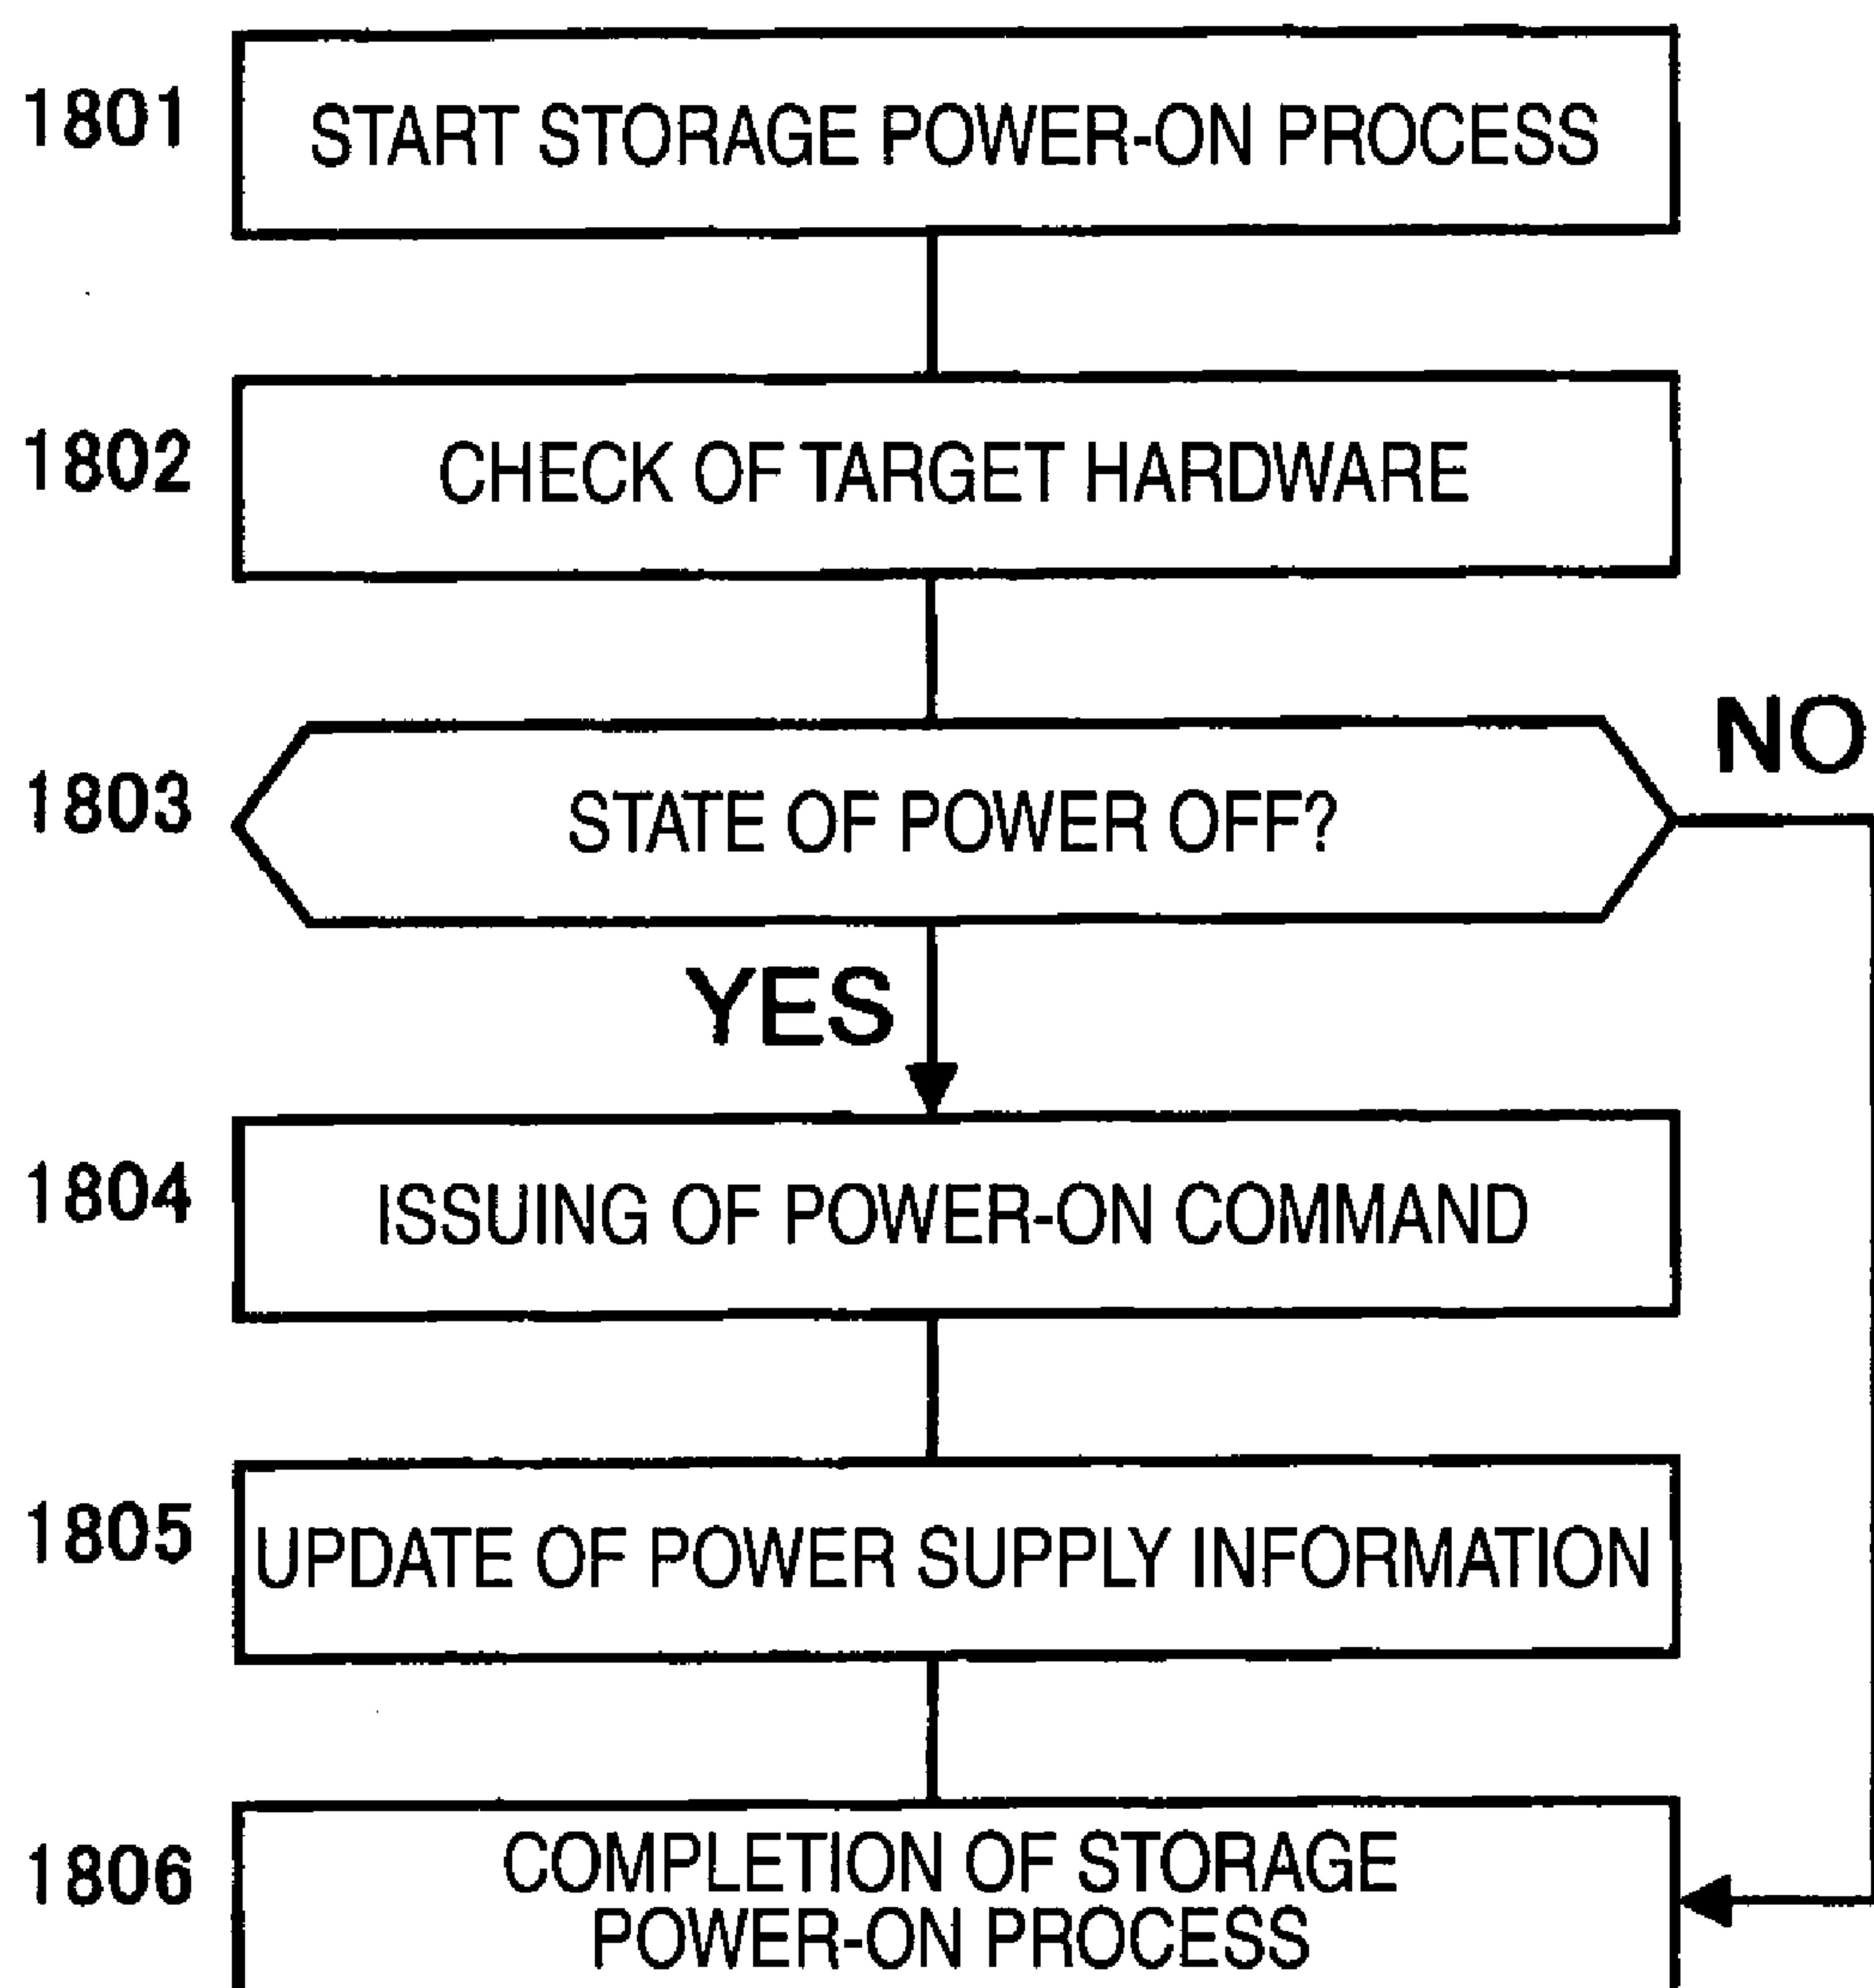 1801 START STORAGE POWER-ON PROCESS
1802 CHECK OF TARGET HARDWARE
1803 STATE OF POWER OFF? NO
YES
1804 ISSUING OF POWER-ON COMMAND
1805 UPDATE OF POWER SUPPLY INFORMATION
1806 COMPLETION OF STORAGE
POWER-ON PROCESS